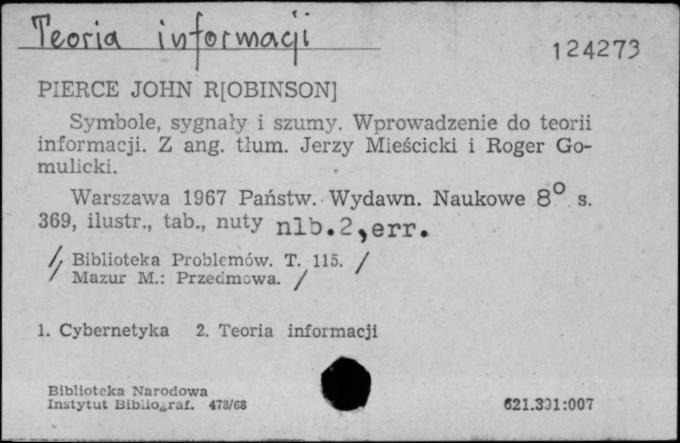 Teoria informacji
124273
PIERCE JOHN R[OBINSON]
Symbole, sygnały i szumy. Wprowadzenie do teorii
informacji. Z ang. tłum. Jerzy Mieścicki i Roger Go-
mulicki.
Warszawa 1967 Państw. Wydawn. Naukowe 8° s.
369, ilustr., tab., nuty nlb.2,err.
// Biblioteka Problemów. T. 115. /
Mazur M.: Przedmowa. /
1. Cybernetyka 2. Teoria informacji
Biblioteka Narodowa
Instytut Bibliograf. 473/68
621.391:007